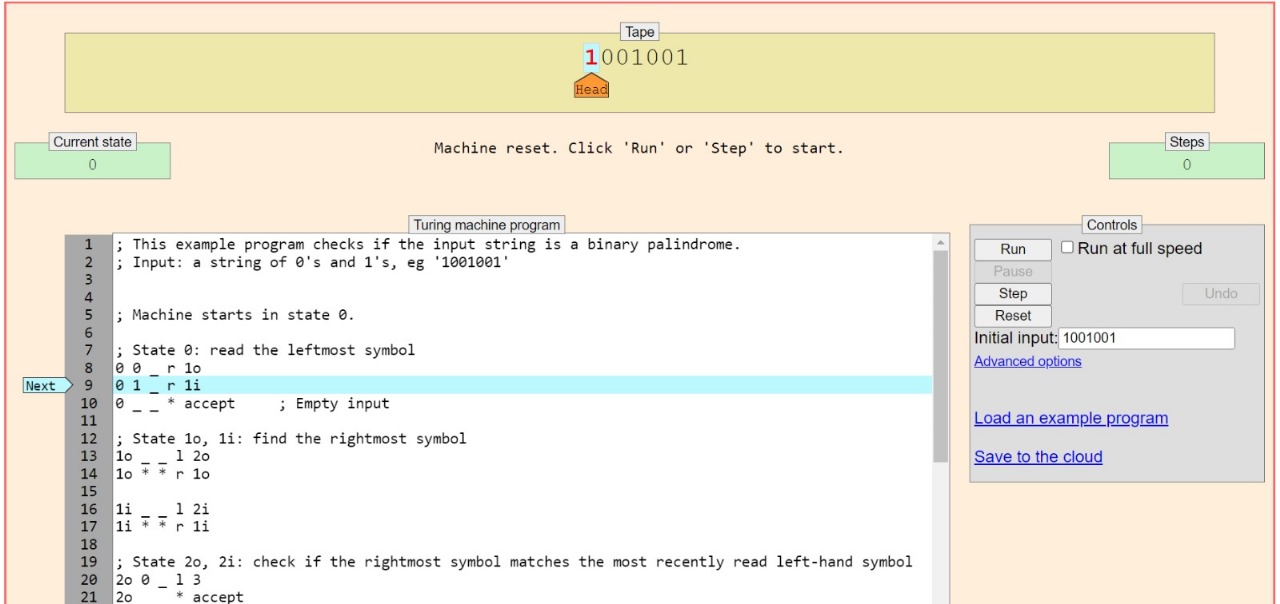 Tape
1001001
Head
Current state
0
Machine reset. Click 'Run' or 'Step' to start.
Steps
0
Turing machine program
1 ; This example program checks if the input string is a binary palindrome.
2 ; Input: a string of 0's and 1's, eg '1001001'
3
4
5 ; Machine starts in state 0.
6
7 ; State 0: read the leftmost symbol
8 0 0 _ r 1o
Next 9 0 1 _ r 1i
10 0 _ _ * accept     ; Empty input
11
12 ; State 1o, 1i: find the rightmost symbol
13 1o _ _ l 2o
14 1o * * r 1o
15
16 1i _ _ l 2i
17 1i * * r 1i
18
19 ; State 2o, 2i: check if the rightmost symbol matches the most recently read left-hand symbol
20 2o 0 _ l 3
21 2o     * accept
Controls
Run Run at full speed
Pause
Step Undo
Reset
Initial input: 1001001
Advanced options
Load an example program
Save to the cloud